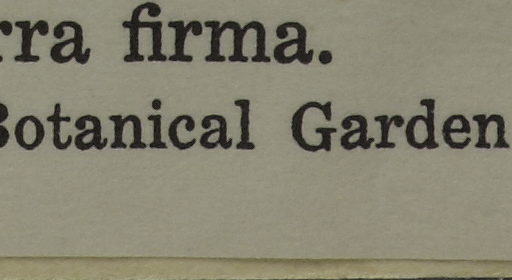 rra firma.
Botanical Garden